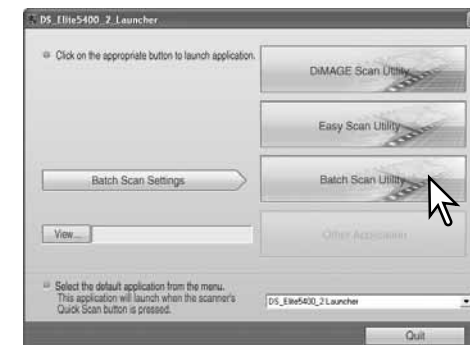 DS_Elite5400_2 Launcher
Click on the appropriate button to launch application.
DiMAGE Scan Utility
Easy Scan Utility
Batch Scan Settings
Batch Scan Utility
View...
Other Application
Select the default application from the menu.
This application will launch when the scanner's
Quick Scan button is pressed.
DS_Elite5400_2 Launcher
Quit